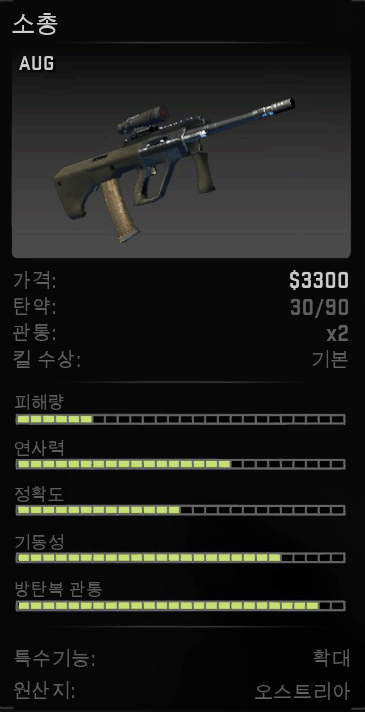 소총
AUG
가격: $3300
탄약: 30/90
관통: x2
킬 수상: 기본
피해량
연사력
정확도
기동성
방탄복 관통
특수기능: 확대
원산지: 오스트리아